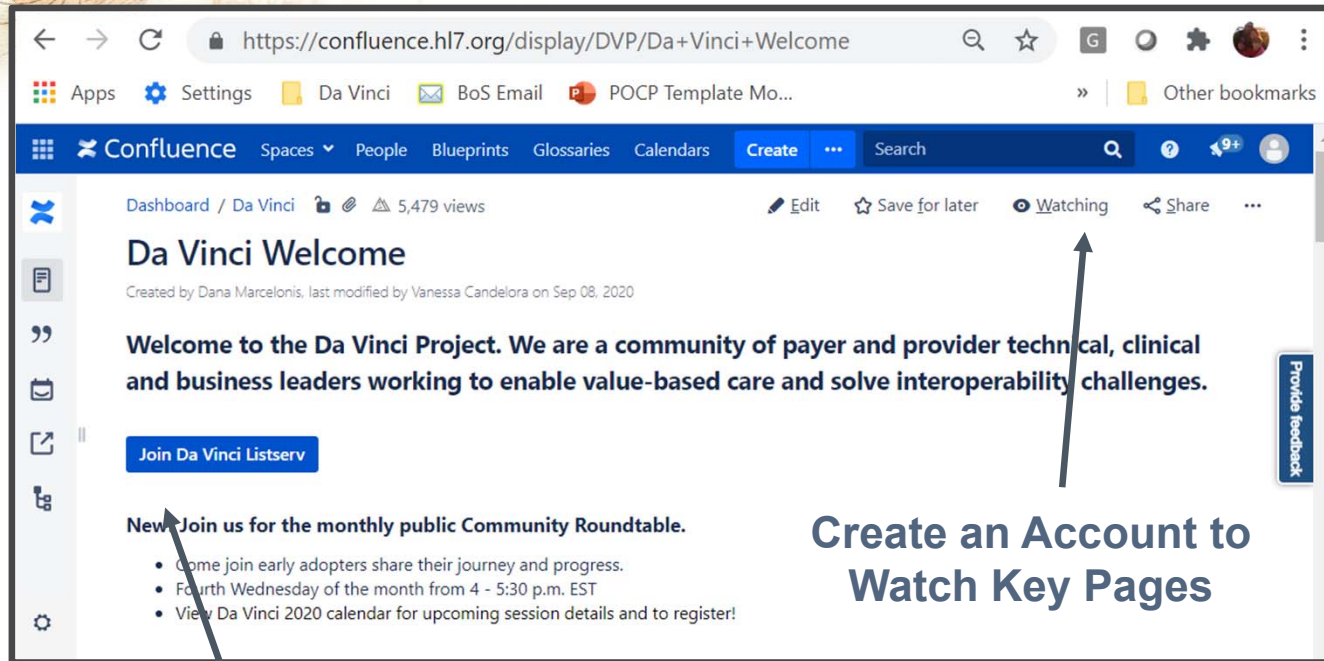 https://confluence.hl7.org/display/DVP/Da+Vinci+Welcome
G
Apps Settings Da Vinci BoS Email POCP Template Mo... » Other bookmarks
Confluence Spaces People Blueprints Glossaries Calendars Create ••• Search 9+
Dashboard / Da Vinci 5,479 views Edit Save for later Watching Share •••
Da Vinci Welcome
Created by Dana Marcelonis, last modified by Vanessa Candelora on Sep 08, 2020
Welcome to the Da Vinci Project. We are a community of payer and provider technical, clinical
and business leaders working to enable value-based care and solve interoperability challenges.
Provide feedback
Join Da Vinci Listserv
New! Join us for the monthly public Community Roundtable.
• Come join early adopters share their journey and progress.
• Fourth Wednesday of the month from 4 - 5:30 p.m. EST
• View Da Vinci 2020 calendar for upcoming session details and to register!
Create an Account to
Watch Key Pages